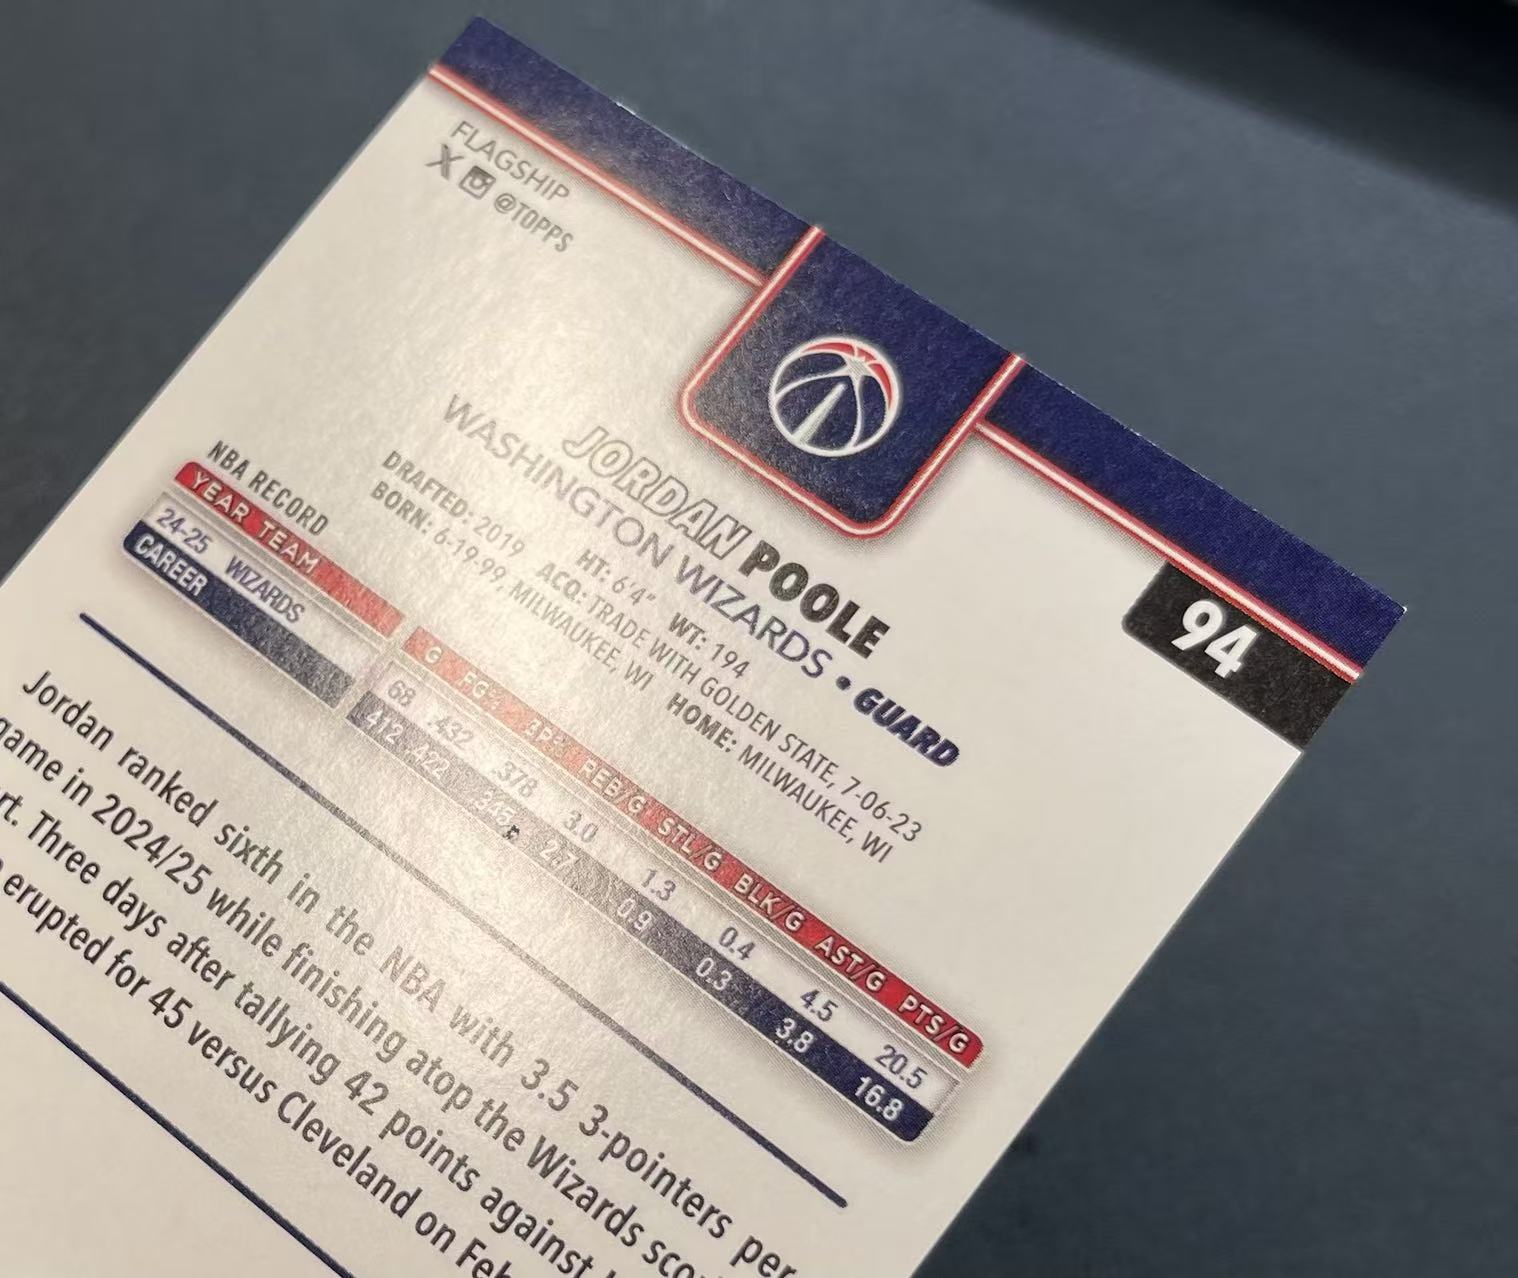 FLAGSHIP
X @TOPPS
94
JORDAN POOLE
WASHINGTON WIZARDS • GUARD
HT: 6'4" WT: 194
DRAFTED: 2019 ACQ: TRADE WITH GOLDEN STATE, 7-06-23
BORN: 6-19-99, MILWAUKEE, WI HOME: MILWAUKEE, WI
NBA RECORD
YEAR TEAM G FG% 3P% REB/G STL/G BLK/G AST/G PTS/G
24-25 WIZARDS 68 .432 .378 3.0 1.3 0.4 4.5 20.5
CAREER 412 .422 2.7 0.9 0.3 3.8 16.8
Jordan ranked sixth in the NBA with 3.5 3-pointers per
game in 2024/25 while finishing atop the Wizards sco
rt. Three days after tallying 42 points against
erupted for 45 versus Cleveland on Feb